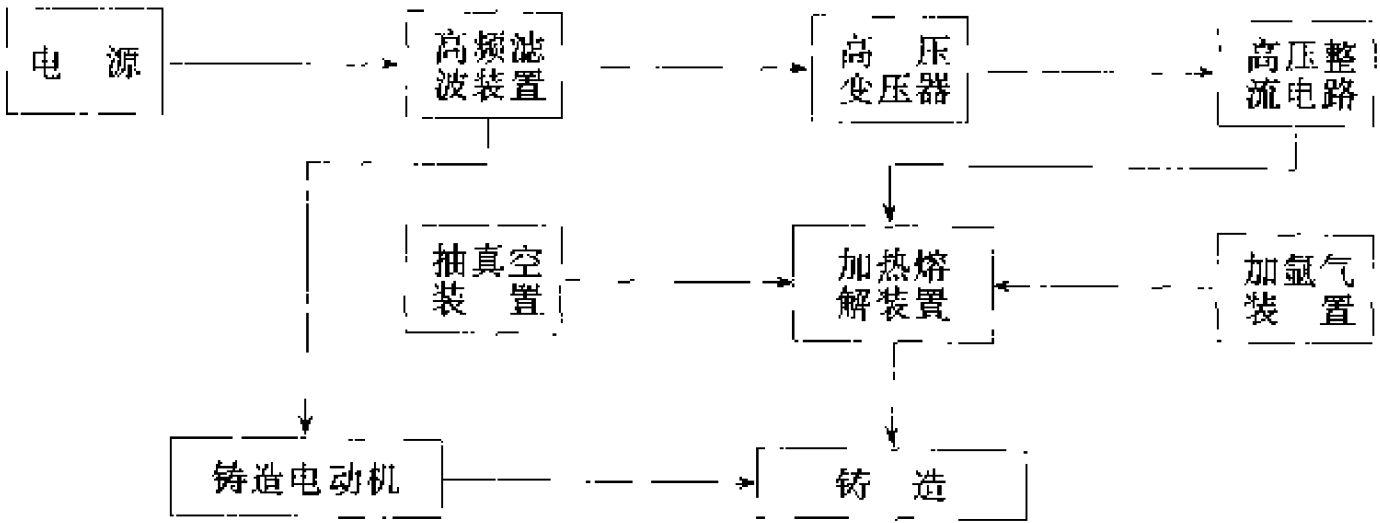 电 源
高频滤
波装置
高 压
变压器
高压整
流电路
抽真空
装 置
加热熔
解装置
加氩气
装 置
铸造电动机
铸 造